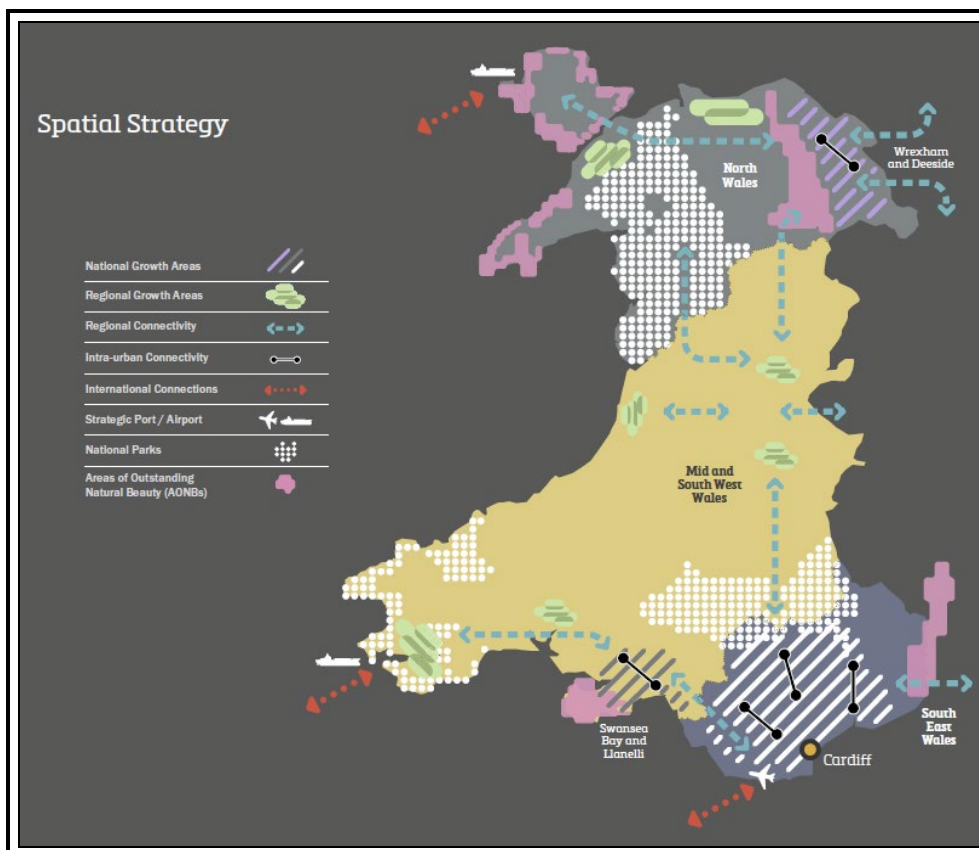 Spatial Strategy
National Growth Areas
Regional Growth Areas
Regional Connectivity
Intra-urban Connectivity
International Connections
Strategic Port / Airport
National Parks
Areas of Outstanding
Natural Beauty (AONBs)
North
Wales
Wrexham
and Deeside
Mid and
South West
Wales
Swansea
Bay and
Llanelli
South
East
Wales
Cardiff